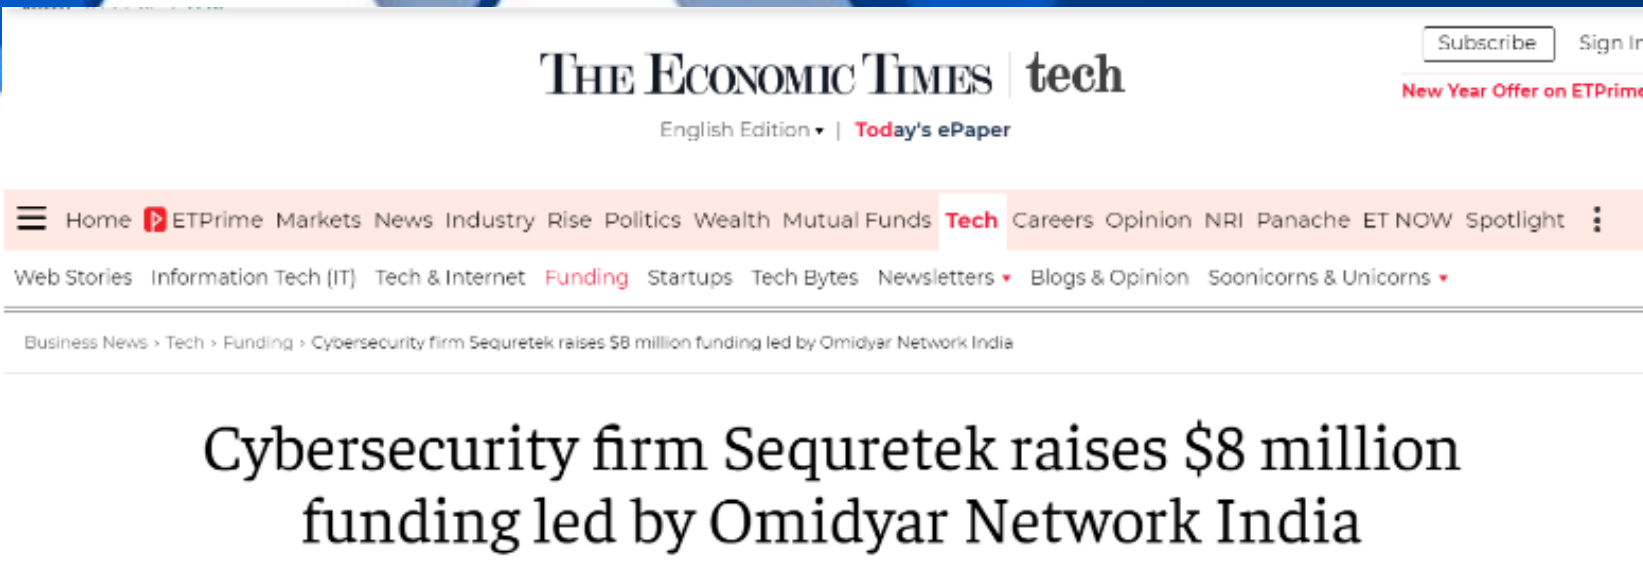 Subscribe Sign In
THE ECONOMIC TIMES | tech
New Year Offer on ETPrime
English Edition ▾ | Today's ePaper
Home ETPrime Markets News Industry Rise Politics Wealth Mutual Funds Tech Careers Opinion NRI Panache ET NOW Spotlight
Web Stories Information Tech (IT) Tech & Internet Funding Startups Tech Bytes Newsletters ▾ Blogs & Opinion Soonicorns & Unicorns ▾
Business News › Tech › Funding › Cybersecurity firm Sequretek raises $8 million funding led by Omidyar Network India
Cybersecurity firm Sequretek raises $8 million
funding led by Omidyar Network India